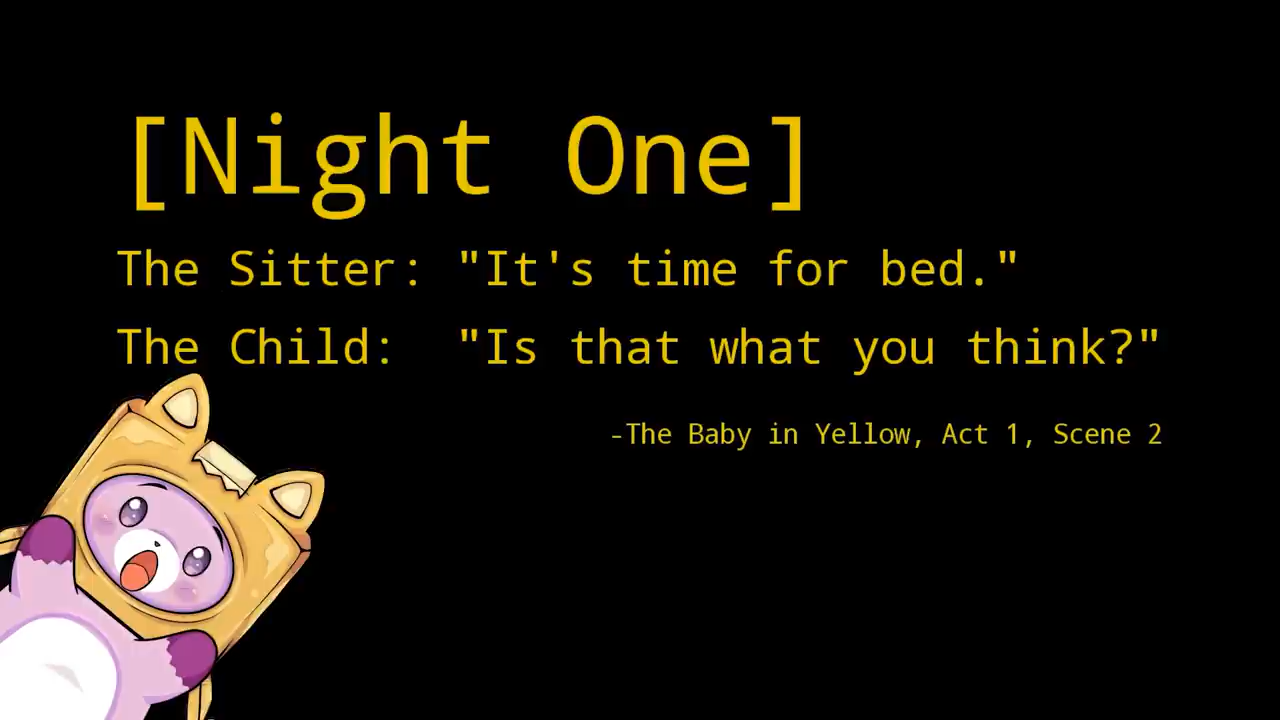 [Night One]
The Sitter: "It's time for bed."
The Child: "Is that what you think?"
-The Baby in Yellow, Act 1, Scene 2